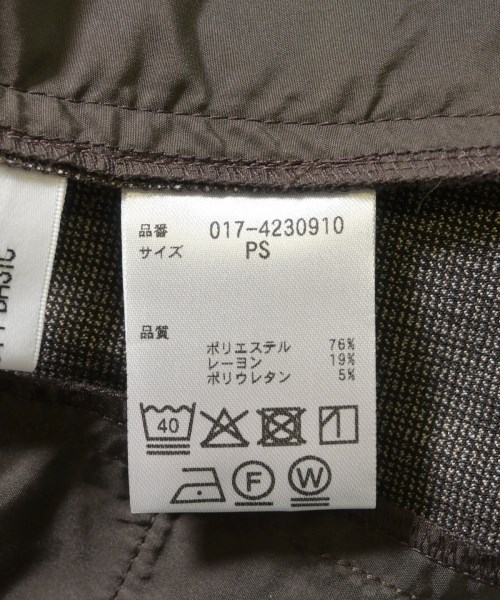 品番 017-4230910
サイズ PS
品質
ポリエステル 76%
レーヨン 19%
ポリウレタン 5%
40
F W
BASIC